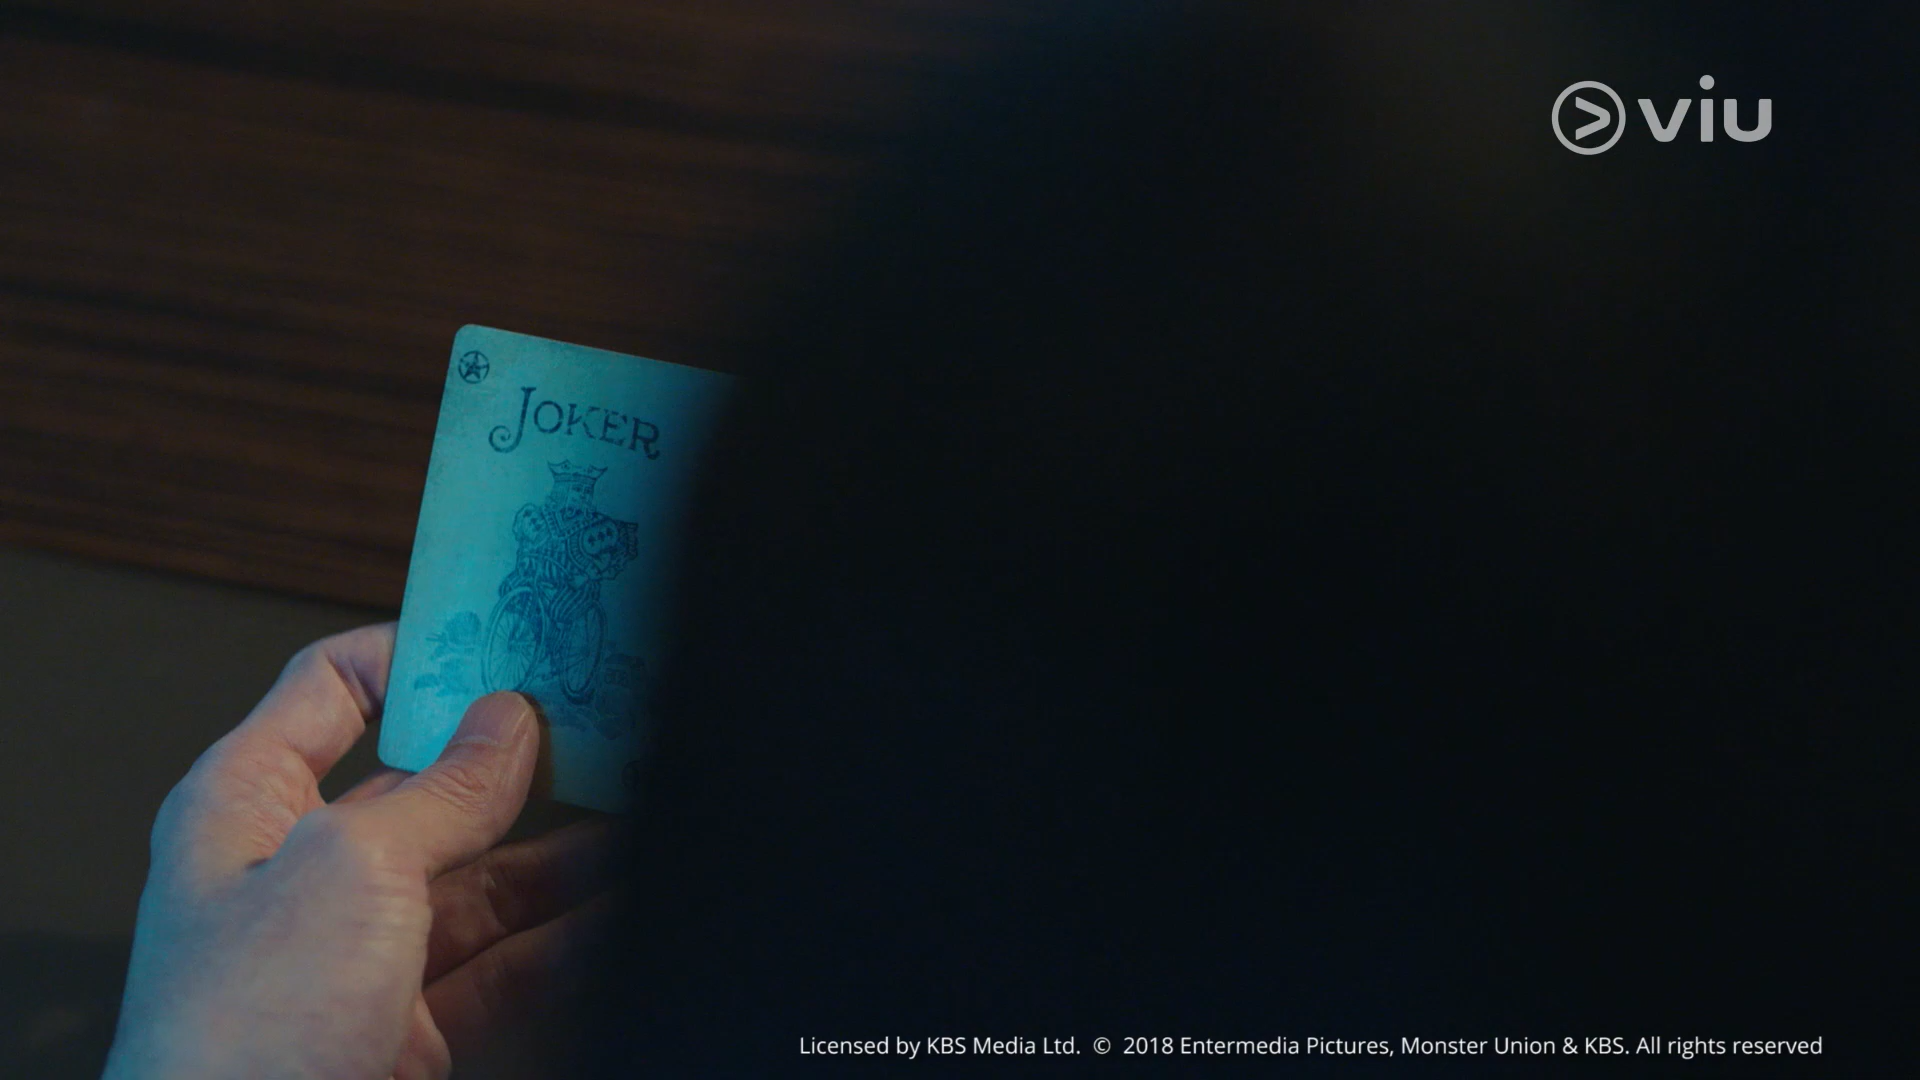 viu
JOKER
Licensed by KBS Media Ltd. © 2018 Entermedia Pictures, Monster Union & KBS. All rights reserved